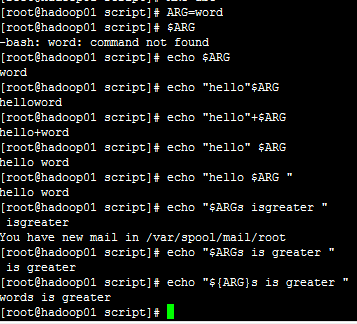 [root@hadoop01 script]# ARG=word
[root@hadoop01 script]# $ARG
-bash: word: command not found
[root@hadoop01 script]# echo $ARG
word
[root@hadoop01 script]# echo "hello"$ARG
helloword
[root@hadoop01 script]# echo "hello"+$ARG
hello+word
[root@hadoop01 script]# echo "hello" $ARG
hello word
[root@hadoop01 script]# echo "hello $ARG "
hello word
[root@hadoop01 script]# echo "$ARGs isgreater "
 isgreater
You have new mail in /var/spool/mail/root
[root@hadoop01 script]# echo "$ARGs is greater "
 is greater
[root@hadoop01 script]# echo "${ARG}s is greater "
words is greater
[root@hadoop01 script]#